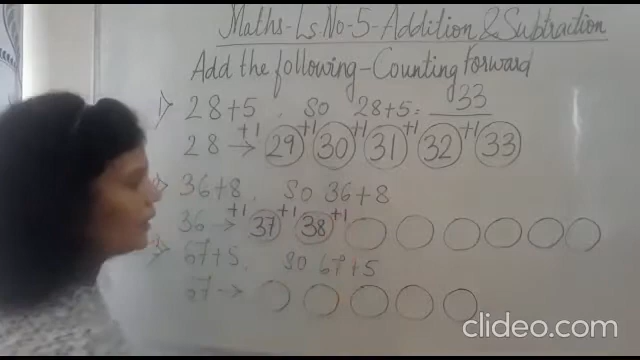 Maths-Ls.No-5-Addition & Subtraction
Add the following-Counting Forward
1) 28+5. So 28+5= 33
28 → +1 29 +1 30 +1 31 +1 32 +1 33
36+8. So 36+8
36 → +1 37 +1 38 +1
67+5. So 67+5
→
clideo.com